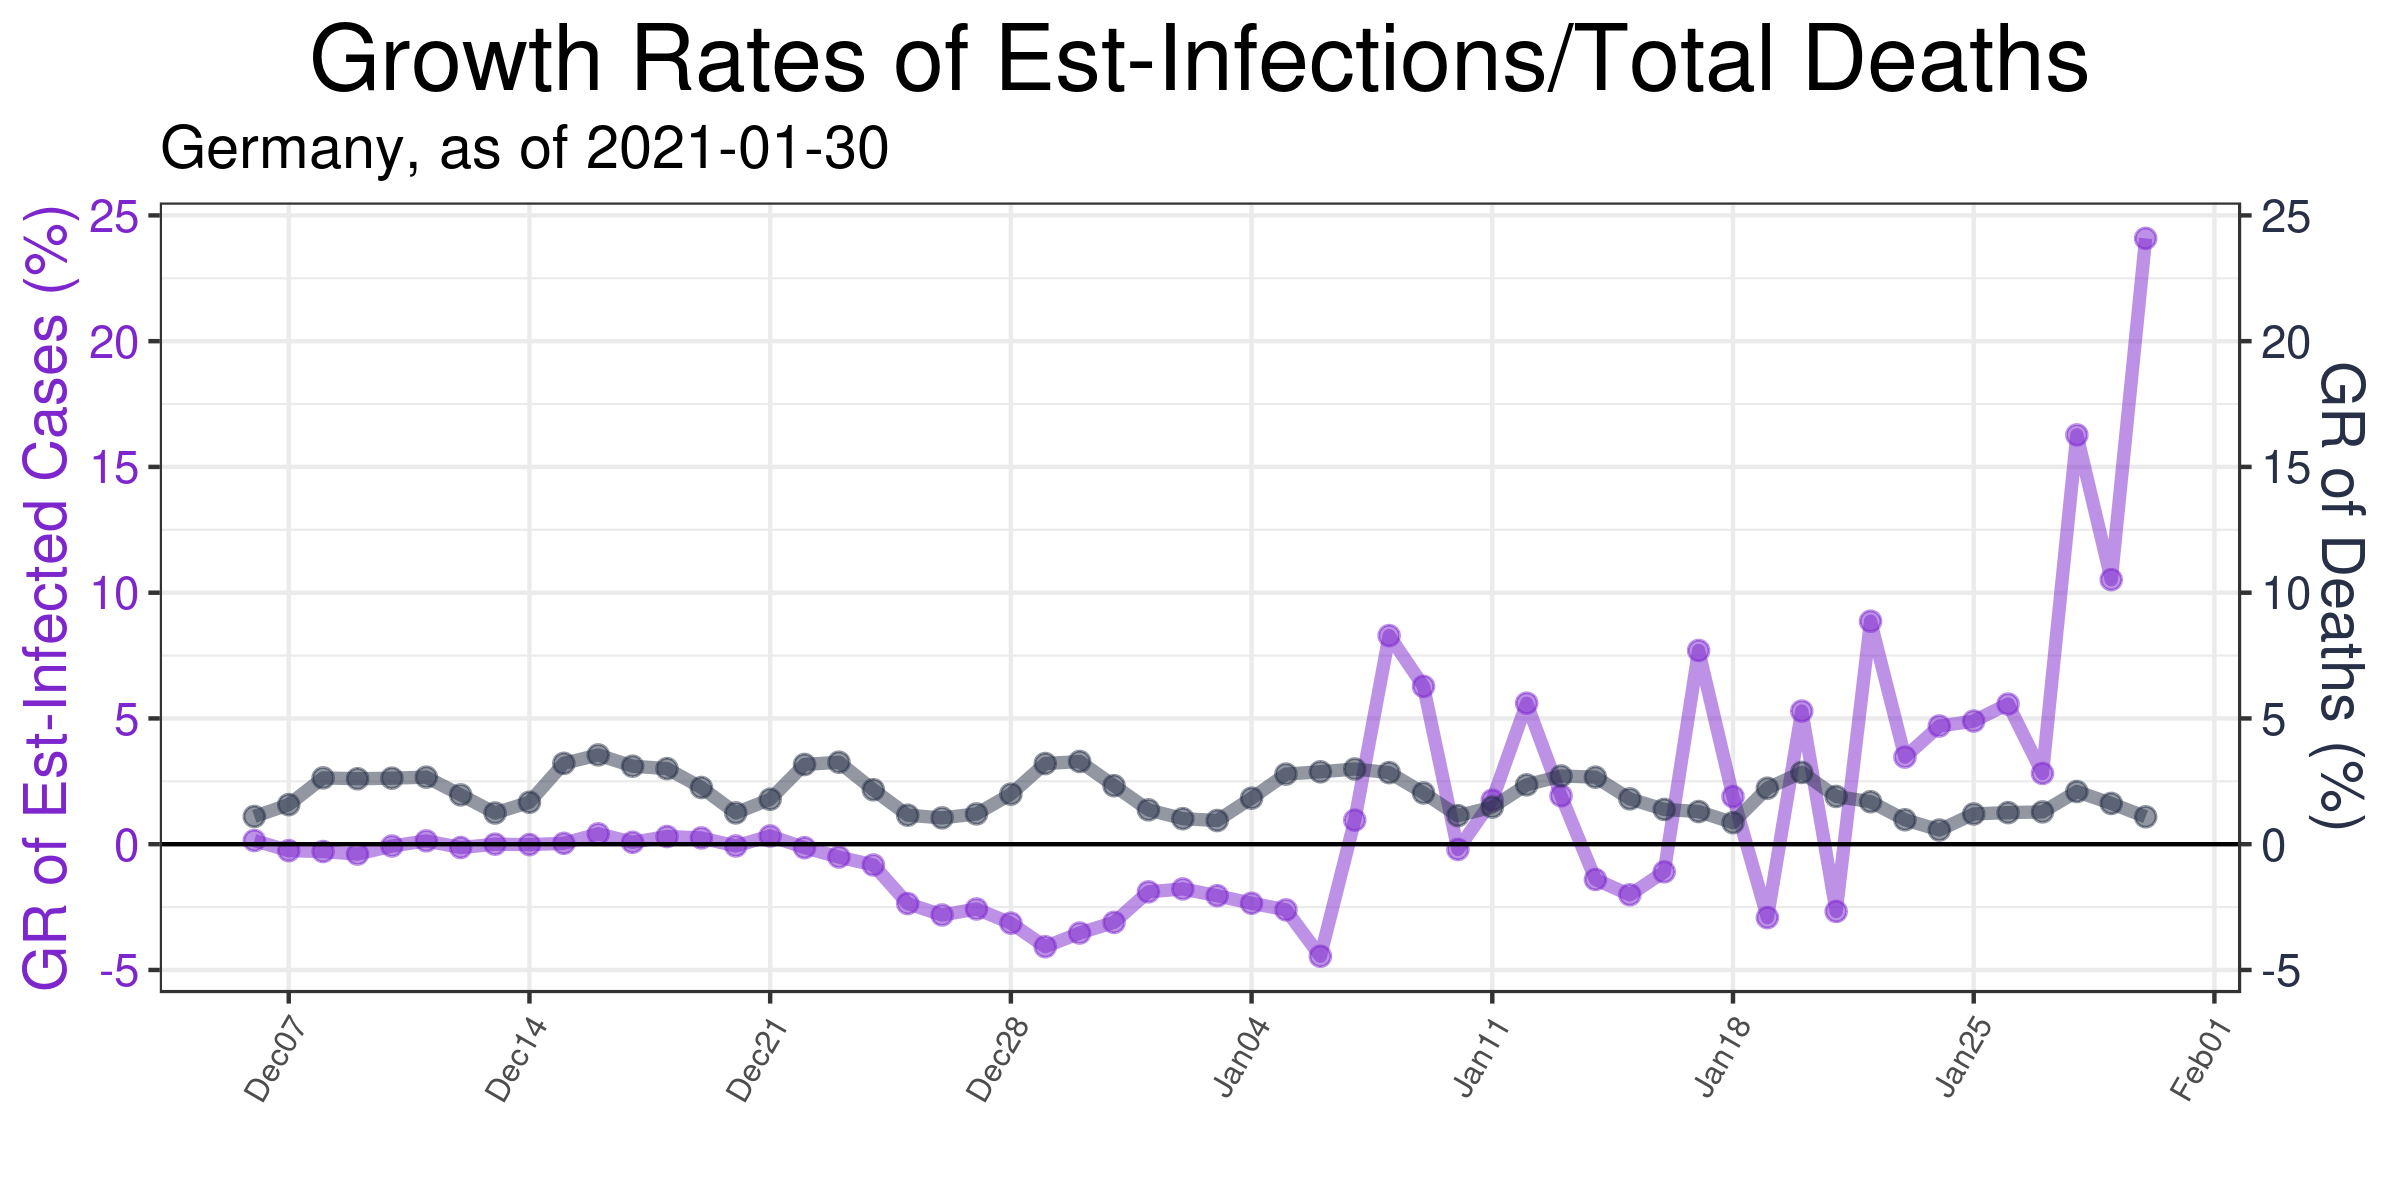 Growth Rates of Est-Infections/Total Deaths
Germany, as of 2021-01-30
GR of Est-Infected Cases (%)
25
20
15
10
5
0
-5
25
20
15
10
5
0
-5
GR of Deaths (%)
Dec07
Dec14
Dec21
Dec28
Jan04
Jan11
Jan18
Jan25
Feb01